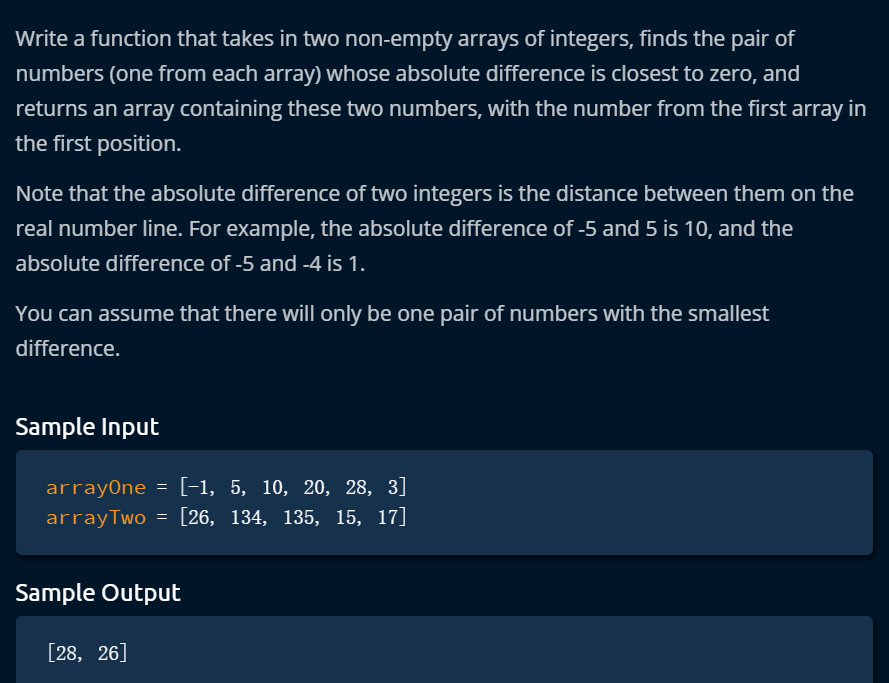 Write a function that takes in two non-empty arrays of integers, finds the pair of
numbers (one from each array) whose absolute difference is closest to zero, and
returns an array containing these two numbers, with the number from the first array in
the first position.
Note that the absolute difference of two integers is the distance between them on the
real number line. For example, the absolute difference of -5 and 5 is 10, and the
absolute difference of -5 and -4 is 1.
You can assume that there will only be one pair of numbers with the smallest
difference.
Sample Input
arrayOne = [-1, 5, 10, 20, 28, 3]
arrayTwo = [26, 134, 135, 15, 17]
Sample Output
[28, 26]